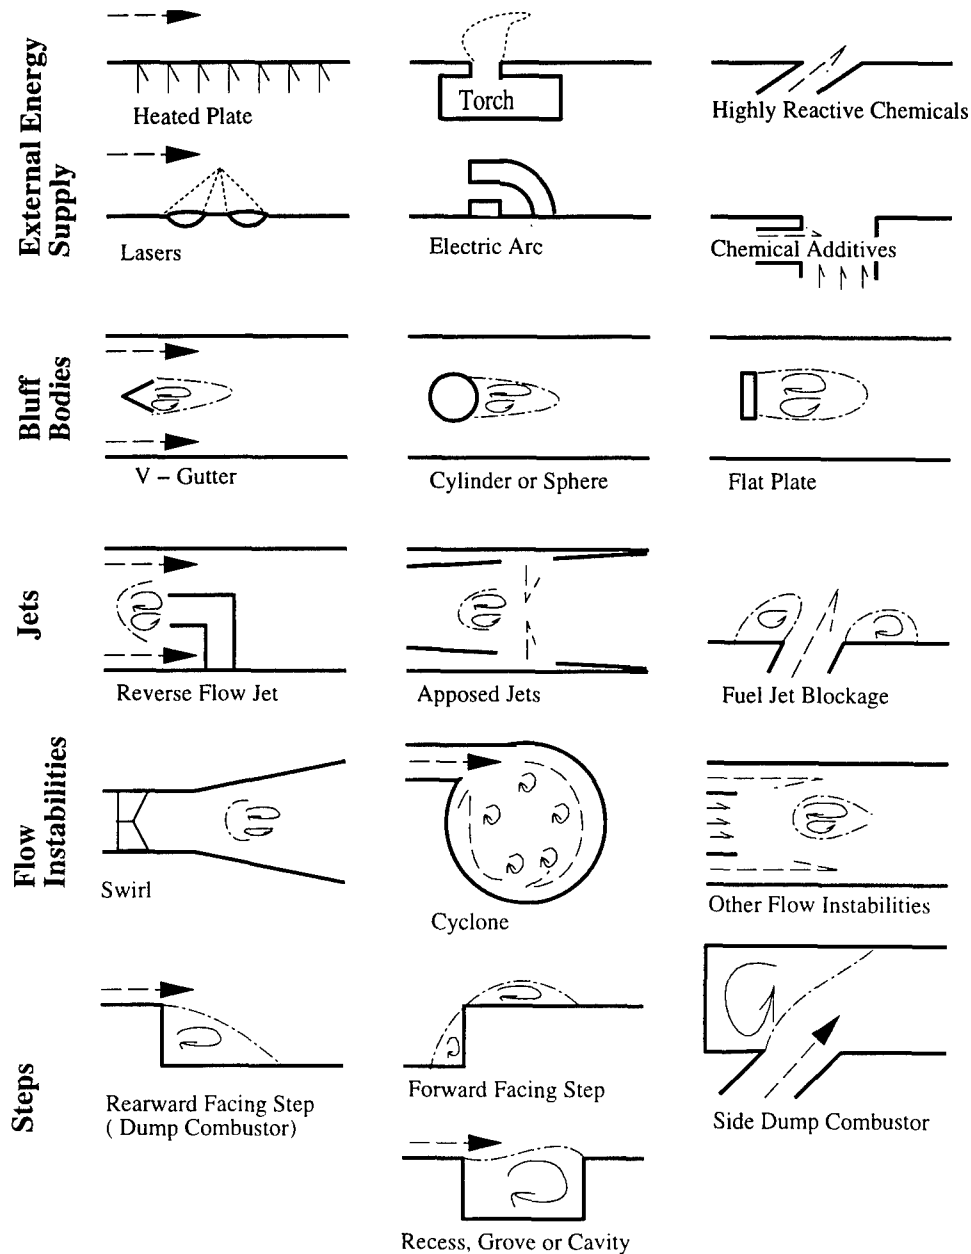 External Energy
Supply
Heated Plate
Torch
Highly Reactive Chemicals
Lasers
Electric Arc
Chemical Additives
Bluff
Bodies
V – Gutter
Cylinder or Sphere
Flat Plate
Jets
Reverse Flow Jet
Apposed Jets
Fuel Jet Blockage
Flow
Instabilities
Swirl
Cyclone
Other Flow Instabilities
Steps
Rearward Facing Step
( Dump Combustor)
Forward Facing Step
Side Dump Combustor
Recess, Grove or Cavity